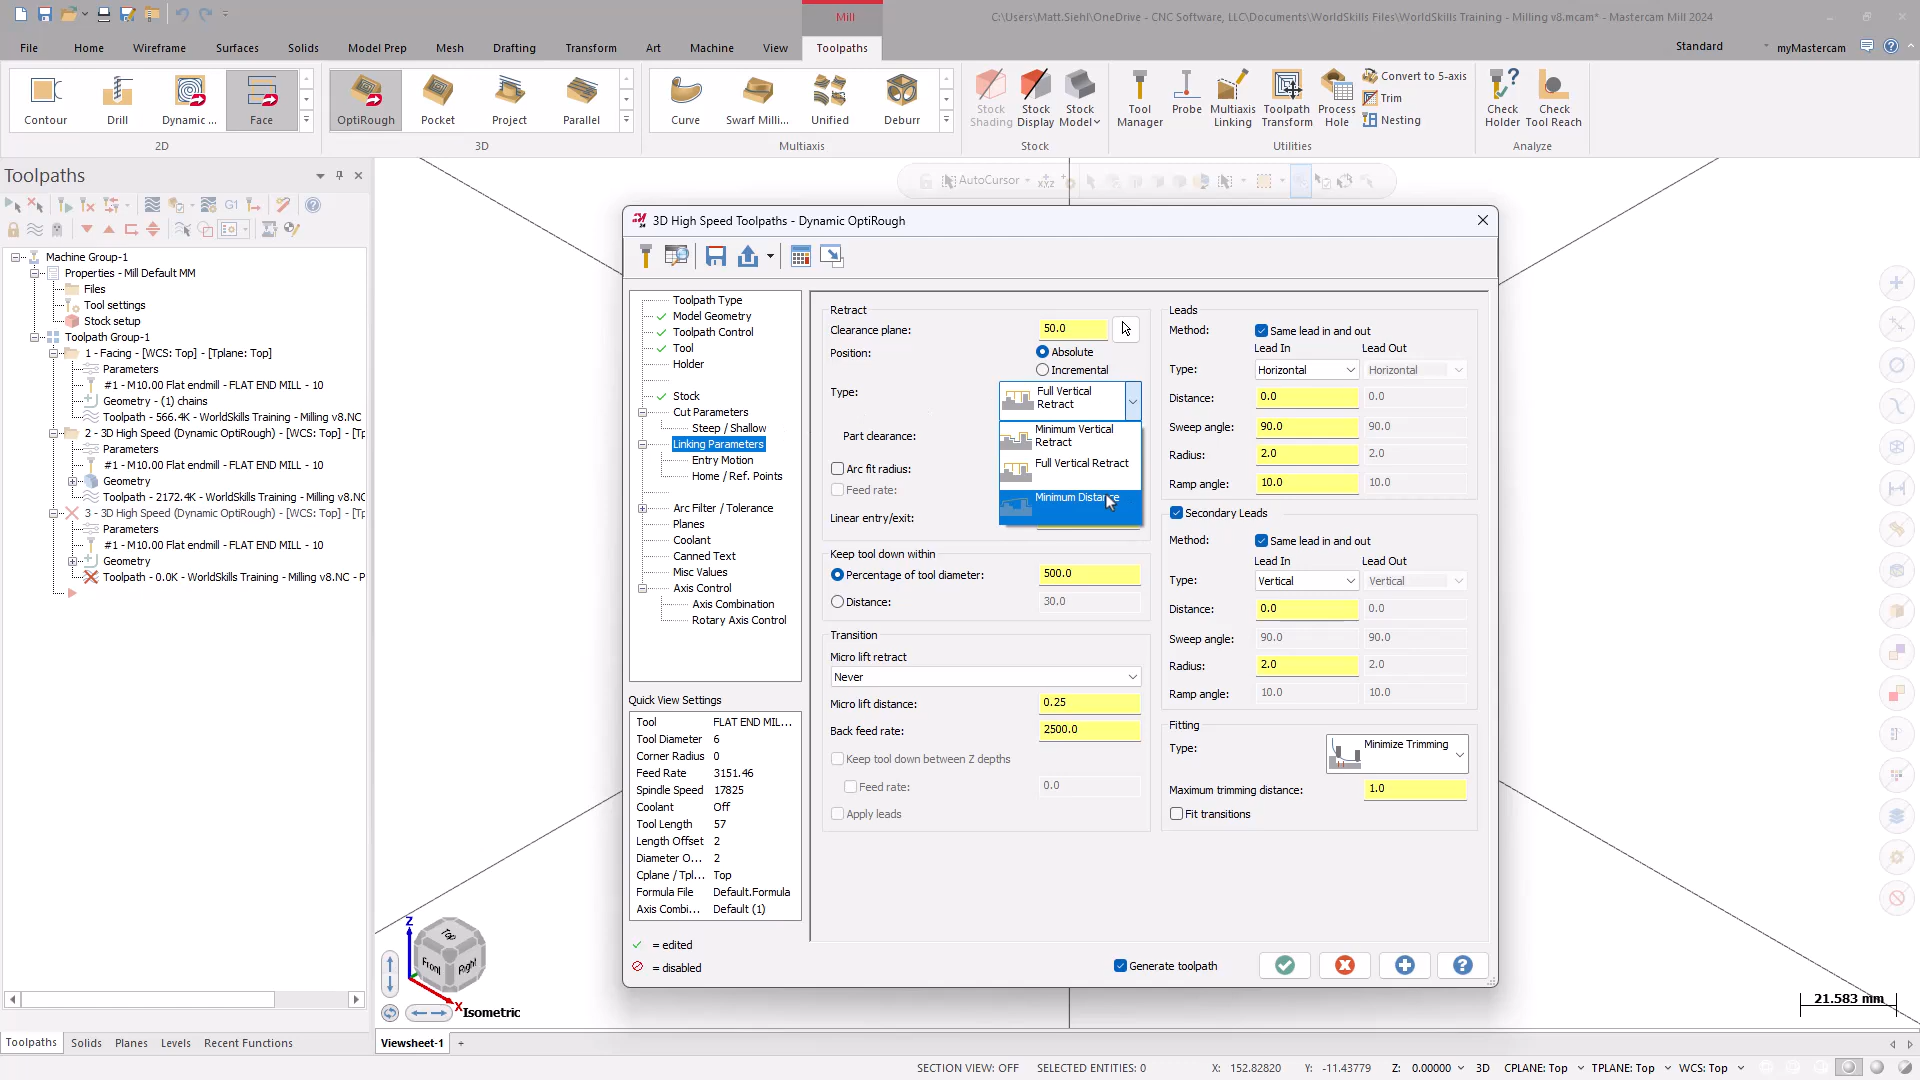 Mill
C:\Users\Matt.Siehl\OneDrive - CNC Software, LLC\Documents\WorldSkills Files\WorldSkills Training - Milling v8.mcam* - Mastercam Mill 2024
File Home Wireframe Surfaces Solids Model Prep Mesh Drafting Transform Art Machine View Toolpaths
Standard myMastercam
Contour Drill Dynamic ... Face
2D
OptiRough Pocket Project Parallel
3D
Curve Swarf Milli... Unified Deburr
Multiaxis
Stock Shading Stock Display Stock Model
Stock
Tool Manager Probe Multiaxis Linking Toolpath Transform Process Hole
Convert to 5-axis
Trim
Nesting
Utilities
Check Holder Check Tool Reach
Analyze
Toolpaths
G1
AutoCursor
Machine Group-1
Properties - Mill Default MM
Files
Tool settings
Stock setup
Toolpath Group-1
1 - Facing - [WCS: Top] - [Tplane: Top]
Parameters
#1 - M10.00 Flat endmill - FLAT END MILL - 10
Geometry - (1) chains
Toolpath - 566.4K - WorldSkills Training - Milling v8.NC
2 - 3D High Speed (Dynamic OptiRough) - [WCS: Top] - [Tp
Parameters
#1 - M10.00 Flat endmill - FLAT END MILL - 10
Geometry
Toolpath - 2172.4K - WorldSkills Training - Milling v8.NC
3 - 3D High Speed (Dynamic OptiRough) - [WCS: Top] - [Tp
Parameters
#1 - M10.00 Flat endmill - FLAT END MILL - 10
Geometry
Toolpath - 0.0K - WorldSkills Training - Milling v8.NC - P
3D High Speed Toolpaths - Dynamic OptiRough
Toolpath Type
Model Geometry
Toolpath Control
Tool
Holder
Stock
Cut Parameters
Steep / Shallow
Linking Parameters
Entry Motion
Home / Ref. Points
Arc Filter / Tolerance
Planes
Coolant
Canned Text
Misc Values
Axis Control
Axis Combination
Rotary Axis Control
Quick View Settings
Tool FLAT END MIL...
Tool Diameter 6
Corner Radius 0
Feed Rate 3151.46
Spindle Speed 17825
Coolant Off
Tool Length 57
Length Offset 2
Diameter O... 2
Cplane / Tpl... Top
Formula File Default.Formula
Axis Combi... Default (1)
= edited
= disabled
Retract
Clearance plane: 50.0
Position: Absolute
Incremental
Type: Full Vertical Retract
Minimum Vertical Retract
Full Vertical Retract
Minimum Distance
Part clearance:
Arc fit radius:
Feed rate:
Linear entry/exit:
Keep tool down within
Percentage of tool diameter: 500.0
Distance: 30.0
Transition
Micro lift retract
Never
Micro lift distance: 0.25
Back feed rate: 2500.0
Keep tool down between Z depths
Feed rate: 0.0
Apply leads
Leads
Method: Same lead in and out
Lead In Lead Out
Type: Horizontal Horizontal
Distance: 0.0 0.0
Sweep angle: 90.0 90.0
Radius: 2.0 2.0
Ramp angle: 10.0 10.0
Secondary Leads
Method: Same lead in and out
Lead In Lead Out
Type: Vertical Vertical
Distance: 0.0 0.0
Sweep angle: 90.0 90.0
Radius: 2.0 2.0
Ramp angle: 10.0 10.0
Fitting
Type: Minimize Trimming
Maximum trimming distance: 1.0
Fit transitions
Generate toolpath
Z
Top
Front
Right
X
Isometric
21.583 mm
Toolpaths Solids Planes Levels Recent Functions
Viewsheet-1 +
SECTION VIEW: OFF SELECTED ENTITIES: 0 X: 152.82820 Y: -11.43779 Z: 0.00000 3D CPLANE: Top TPLANE: Top WCS: Top